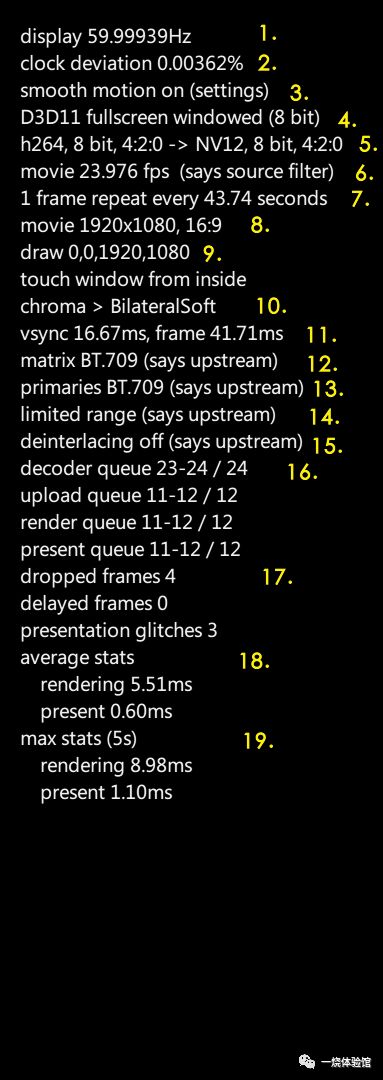 display 59.99939Hz 1.
clock deviation 0.00362% 2.
smooth motion on (settings) 3.
D3D11 fullscreen windowed (8 bit) 4.
h264, 8 bit, 4:2:0 -> NV12, 8 bit, 4:2:0 5.
movie 23.976 fps (says source filter) 6.
1 frame repeat every 43.74 seconds 7.
movie 1920x1080, 16:9 8.
draw 0,0,1920,1080 9.
touch window from inside
chroma > BilateralSoft 10.
vsync 16.67ms, frame 41.71ms 11.
matrix BT.709 (says upstream) 12.
primaries BT.709 (says upstream) 13.
limited range (says upstream) 14.
deinterlacing off (says upstream) 15.
decoder queue 23-24 / 24 16.
upload queue 11-12 / 12
render queue 11-12 / 12
present queue 11-12 / 12
dropped frames 4 17.
delayed frames 0
presentation glitches 3
average stats 18.
rendering 5.51ms
present 0.60ms
max stats (5s) 19.
rendering 8.98ms
present 1.10ms
一烧体验馆